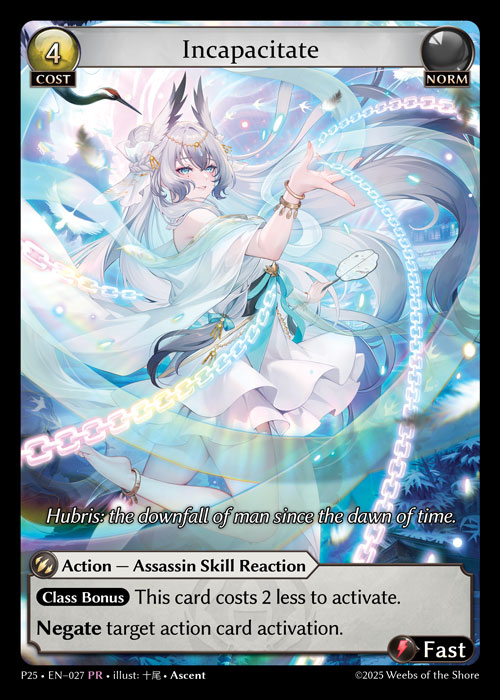 4
COST
Incapacitate
NORM
Hubris: the downfall of man since the dawn of time.
Action — Assassin Skill Reaction
Class Bonus This card costs 2 less to activate.
Negate target action card activation.
Fast
P25 • EN-027 PR • illust: 十尾 • Ascent
©2025 Weebs of the Shore